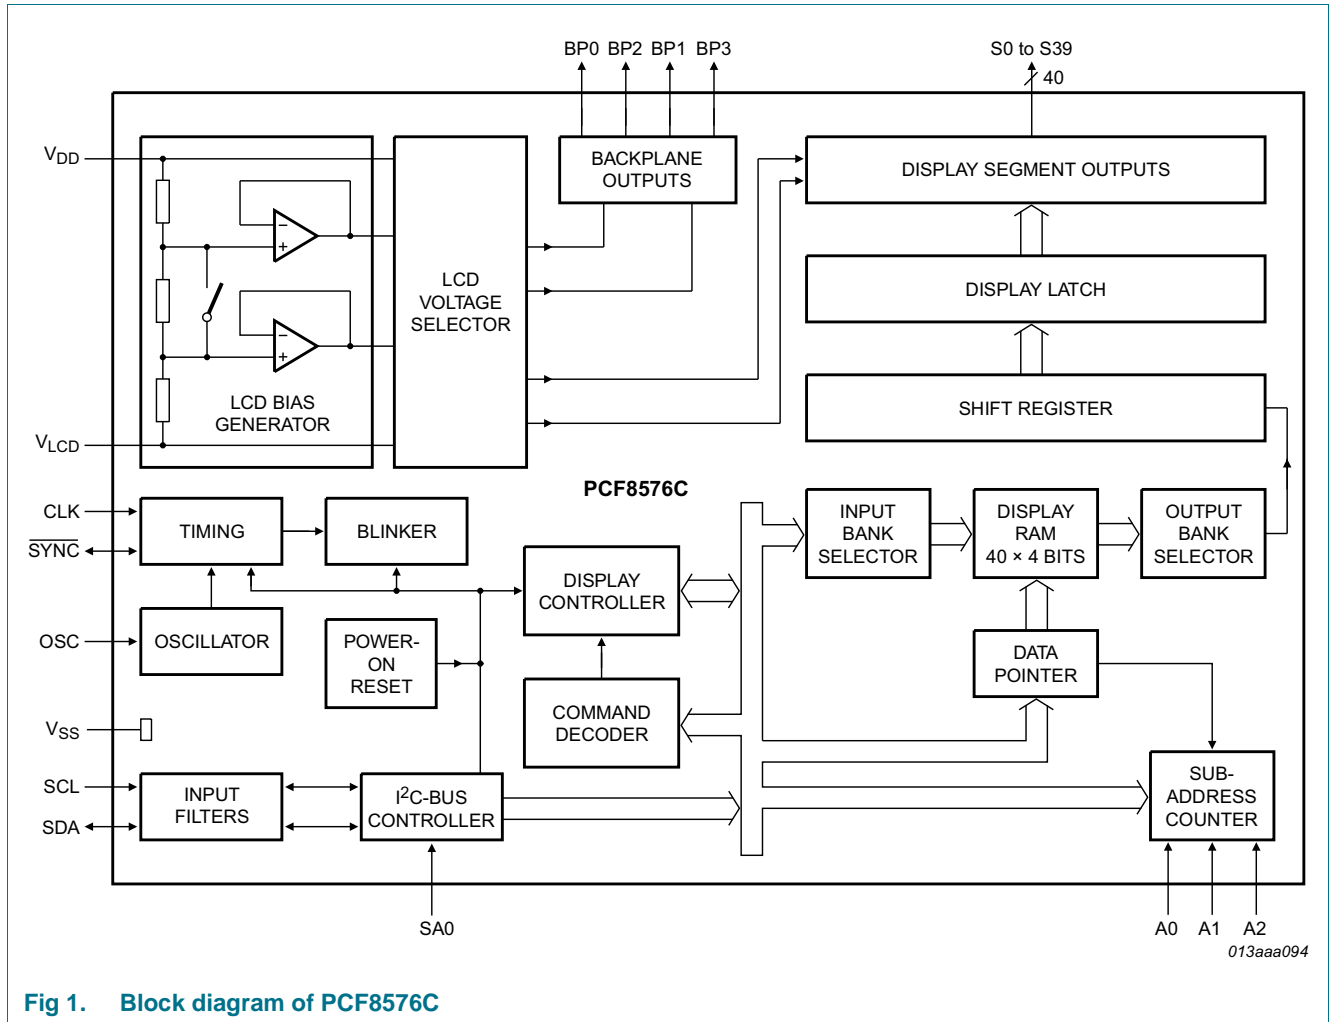 BP0 BP2 BP1 BP3
S0 to S39
40
VDD
BACKPLANE
OUTPUTS
DISPLAY SEGMENT OUTPUTS
−
+
LCD
VOLTAGE
SELECTOR
DISPLAY LATCH
−
+
LCD BIAS
GENERATOR
SHIFT REGISTER
VLCD
PCF8576C
CLK
SYNC
TIMING
BLINKER
INPUT
BANK
SELECTOR
DISPLAY
RAM
40 × 4 BITS
OUTPUT
BANK
SELECTOR
DISPLAY
CONTROLLER
OSC
OSCILLATOR
POWER-
ON
RESET
DATA
POINTER
COMMAND
DECODER
VSS
SCL
SDA
INPUT
FILTERS
I²C-BUS
CONTROLLER
SUB-
ADDRESS
COUNTER
SA0
A0 A1 A2
013aaa094
Fig 1. Block diagram of PCF8576C